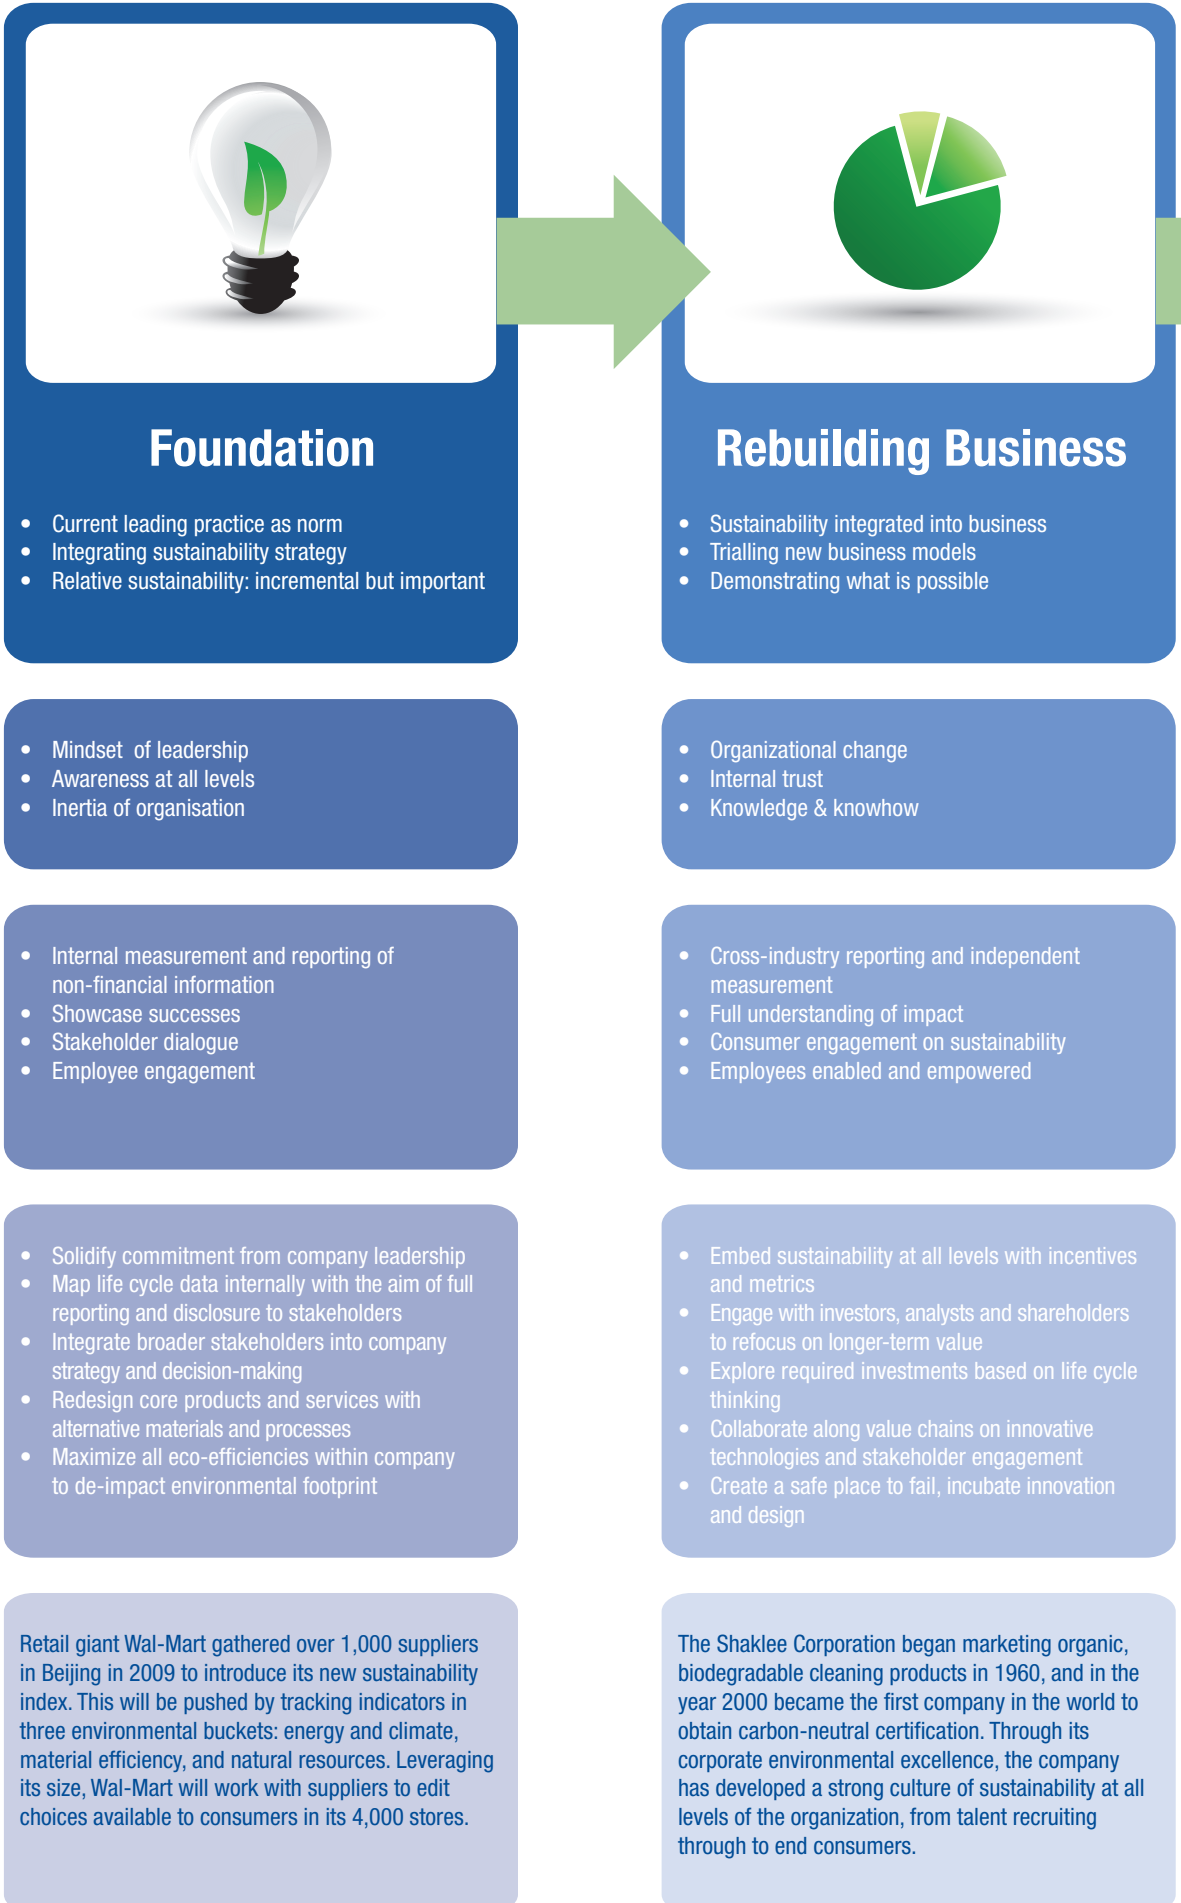 Foundation
• Current leading practice as norm
• Integrating sustainability strategy
• Relative sustainability: incremental but important
• Mindset of leadership
• Awareness at all levels
• Inertia of organisation
• Internal measurement and reporting of
non-financial information
• Showcase successes
• Stakeholder dialogue
• Employee engagement
• Solidify commitment from company leadership
• Map life cycle data internally with the aim of full
reporting and disclosure to stakeholders
• Integrate broader stakeholders into company
strategy and decision-making
• Redesign core products and services with
alternative materials and processes
• Maximize all eco-efficiencies within company
to de-impact environmental footprint
Retail giant Wal-Mart gathered over 1,000 suppliers
in Beijing in 2009 to introduce its new sustainability
index. This will be pushed by tracking indicators in
three environmental buckets: energy and climate,
material efficiency, and natural resources. Leveraging
its size, Wal-Mart will work with suppliers to edit
choices available to consumers in its 4,000 stores.
Rebuilding Business
• Sustainability integrated into business
• Trialling new business models
• Demonstrating what is possible
• Organizational change
• Internal trust
• Knowledge & knowhow
• Cross-industry reporting and independent
measurement
• Full understanding of impact
• Consumer engagement on sustainability
• Employees enabled and empowered
• Embed sustainability at all levels with incentives
and metrics
• Engage with investors, analysts and shareholders
to refocus on longer-term value
• Explore required investments based on life cycle
thinking
• Collaborate along value chains on innovative
technologies and stakeholder engagement
• Create a safe place to fail, incubate innovation
and design
The Shaklee Corporation began marketing organic,
biodegradable cleaning products in 1960, and in the
year 2000 became the first company in the world to
obtain carbon-neutral certification. Through its
corporate environmental excellence, the company
has developed a strong culture of sustainability at all
levels of the organization, from talent recruiting
through to end consumers.